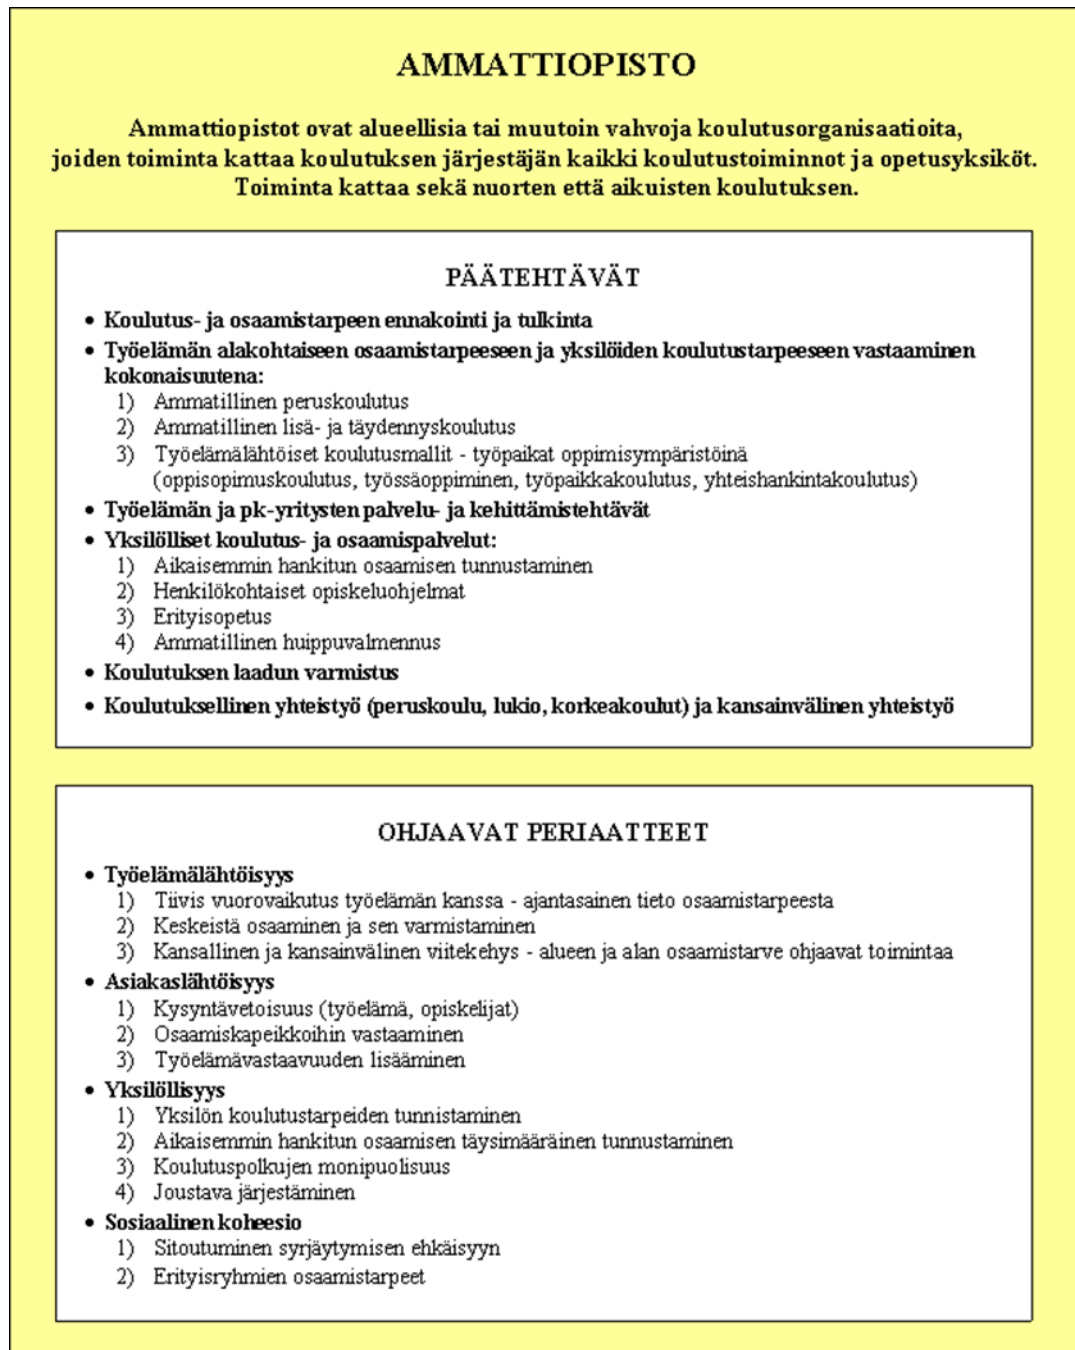 AMMATTIOPISTO
Ammattiopistot ovat alueellisia tai muutoin vahvoja koulutusorganisaatioita,
joiden toiminta kattaa koulutuksen järjestäjän kaikki koulutustoiminnot ja opetusyksiköt.
Toiminta kattaa sekä nuorten että aikuisten koulutuksen.
PÄÄTEHTÄVÄT
• Koulutus- ja osaamistarpeen ennakointi ja tulkinta
• Työelämän alakohtaiseen osaamistarpeeseen ja yksilöiden koulutustarpeeseen vastaaminen
kokonaisuutena:
1) Ammatillinen peruskoulutus
2) Ammatillinen lisä- ja täydennyskoulutus
3) Työelämälähtöiset koulutusmallit - työpaikat oppimisympäristöinä
(oppisopimuskoulutus, työssäoppiminen, työpaikkakoulutus, yhteishankintakoulutus)
• Työelämän ja pk-yritysten palvelu- ja kehittämistehtävät
• Yksilölliset koulutus- ja osaamispalvelut:
1) Aikaisemmin hankitun osaamisen tunnustaminen
2) Henkilökohtaiset opiskeluohjelmat
3) Erityisopetus
4) Ammatillinen huippuvalmennus
• Koulutuksen laadun varmistus
• Koulutuksellinen yhteistyö (peruskoulu, lukio, korkeakoulut) ja kansainvälinen yhteistyö
OHJAAVAT PERIAATTEET
• Työelämälähtöisyys
1) Tiivis vuorovaikutus työelämän kanssa - ajantasainen tieto osaamistarpeesta
2) Keskeistä osaaminen ja sen varmistaminen
3) Kansallinen ja kansainvälinen viitekehys - alueen ja alan osaamistarve ohjaavat toimintaa
• Asiakaslähtöisyys
1) Kysyntävetoisuus (työelämä, opiskelijat)
2) Osaamiskapeikkoihin vastaaminen
3) Työelämävastaavuuden lisääminen
• Yksilöllisyys
1) Yksilön koulutustarpeiden tunnistaminen
2) Aikaisemmin hankitun osaamisen täysimääräinen tunnustaminen
3) Koulutuspolkujen monipuolisuus
4) Joustava järjestäminen
• Sosiaalinen koheesio
1) Sitoutuminen syrjäytymisen ehkäisyyn
2) Erityisryhmien osaamistarpeet